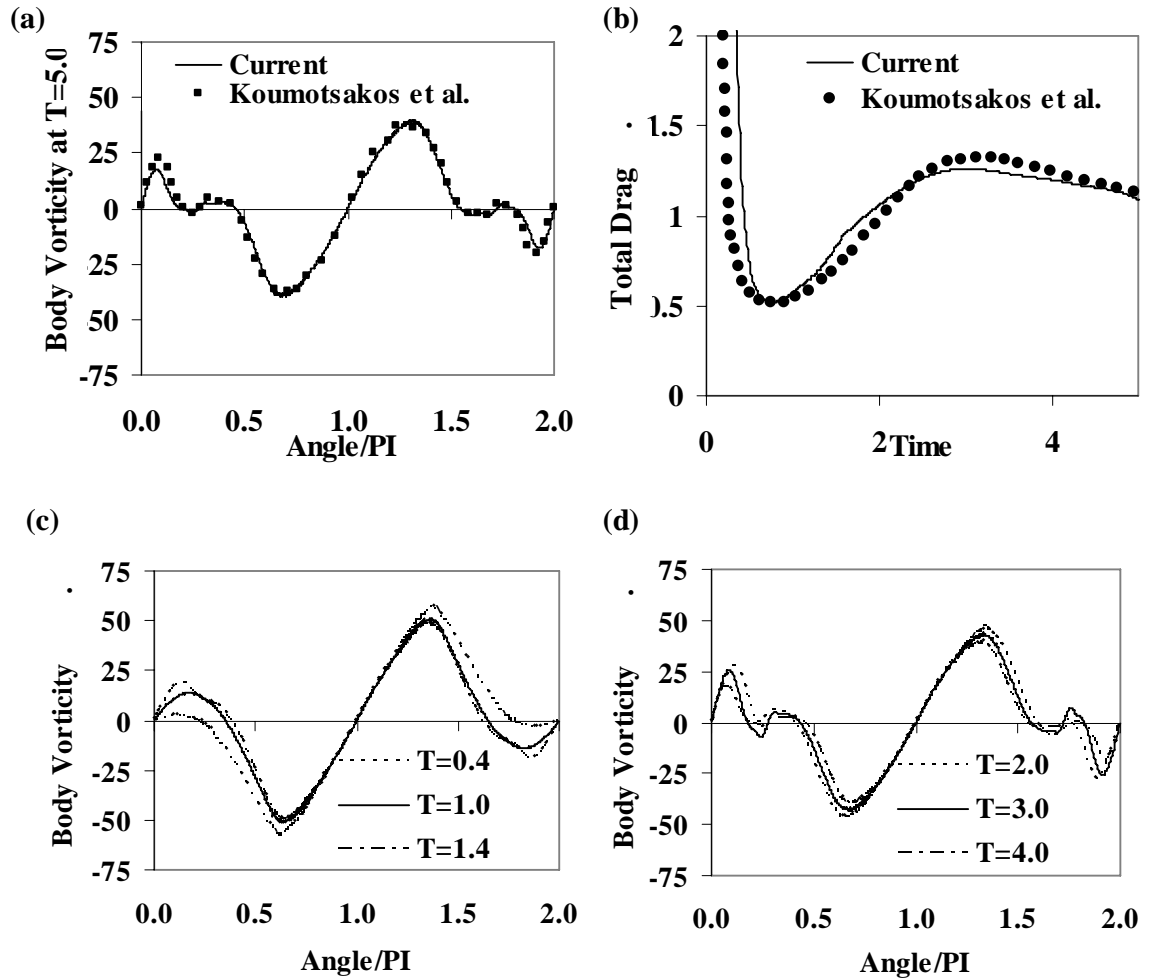 (a)
Body Vorticity at T=5.0
75
50
25
0
25
50
-75
0.0 0.5 1.0 1.5 2.0
Angle/PI
Current
Koumotsakos et al.
(b)
Total Drag
2
1.5
1
).5
0
0 2 4
Time
Current
Koumotsakos et al.
(c)
Body Vorticity
75
50
25
0
-25
-50
-75
0.0 0.5 1.0 1.5 2.0
Angle/PI
T=0.4
T=1.0
T=1.4
(d)
Body Vorticity
75
50
25
0
-25
-50
-75
0.0 0.5 1.0 1.5 2.0
Angle/PI
T=2.0
T=3.0
T=4.0